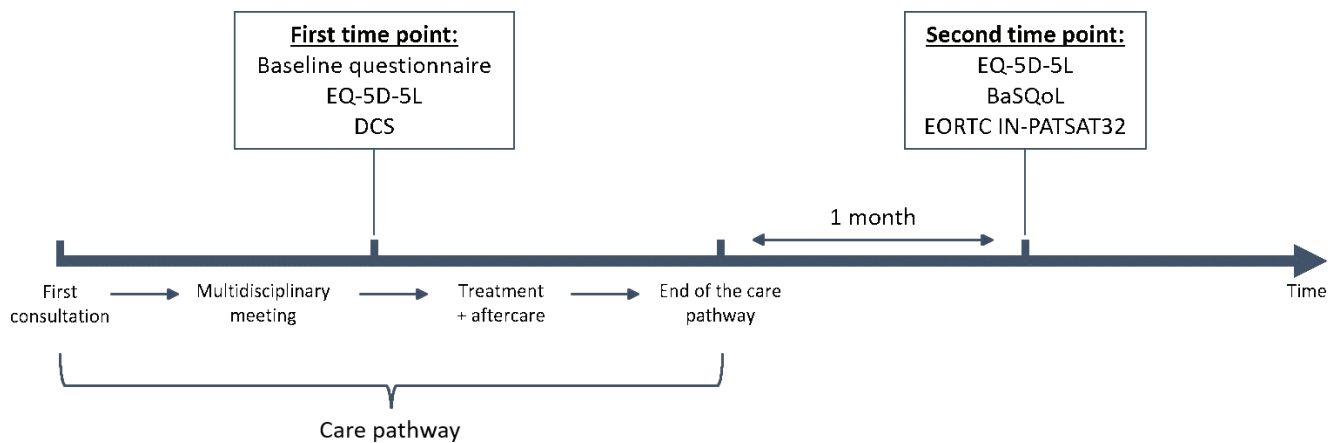 First time point:
Baseline questionnaire
EQ-5D-5L
DCS
Second time point:
EQ-5D-5L
BaSQoL
EORTC IN-PATSAT32
1 month
First
consultation
Multidisciplinary
meeting
Treatment
+ aftercare
End of the care
pathway
Time
Care pathway